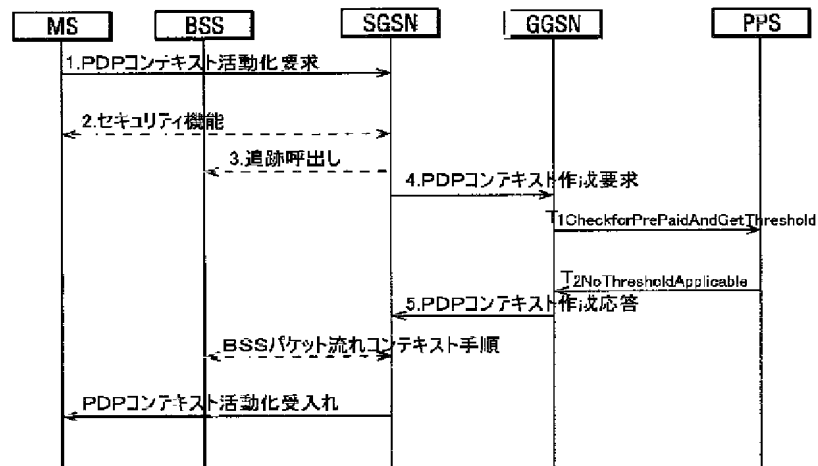 MS BSS SGSN GGSN PPS
1.PDPコンテキスト活動化要求
2.セキュリティ機能
3.追跡呼出し
4.PDPコンテキスト作成要求
T1CheckforPrePaidAndGetThreshold
T2NoThresholdApplicable
5.PDPコンテキスト作成応答
BSSパケット流れコンテキスト手順
PDPコンテキスト活動化受入れ